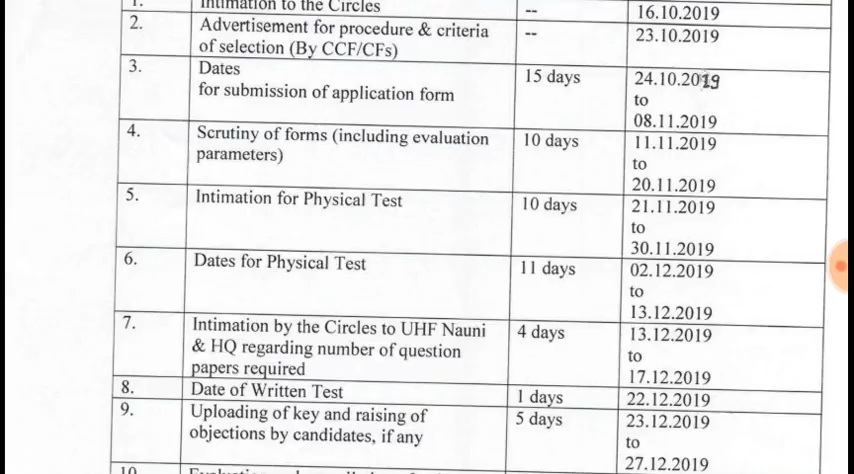 1. Intimation to the Circles -- 16.10.2019
2. Advertisement for procedure & criteria -- 23.10.2019
of selection (By CCF/CFs)
3. Dates 15 days 24.10.2019
for submission of application form to
08.11.2019
4. Scrutiny of forms (including evaluation 10 days 11.11.2019
parameters) to
20.11.2019
5. Intimation for Physical Test 10 days 21.11.2019
to
30.11.2019
6. Dates for Physical Test 11 days 02.12.2019
to
13.12.2019
7. Intimation by the Circles to UHF Nauni 4 days 13.12.2019
& HQ regarding number of question to
papers required 17.12.2019
8. Date of Written Test 1 days 22.12.2019
9. Uploading of key and raising of 5 days 23.12.2019
objections by candidates, if any to
27.12.2019
10.